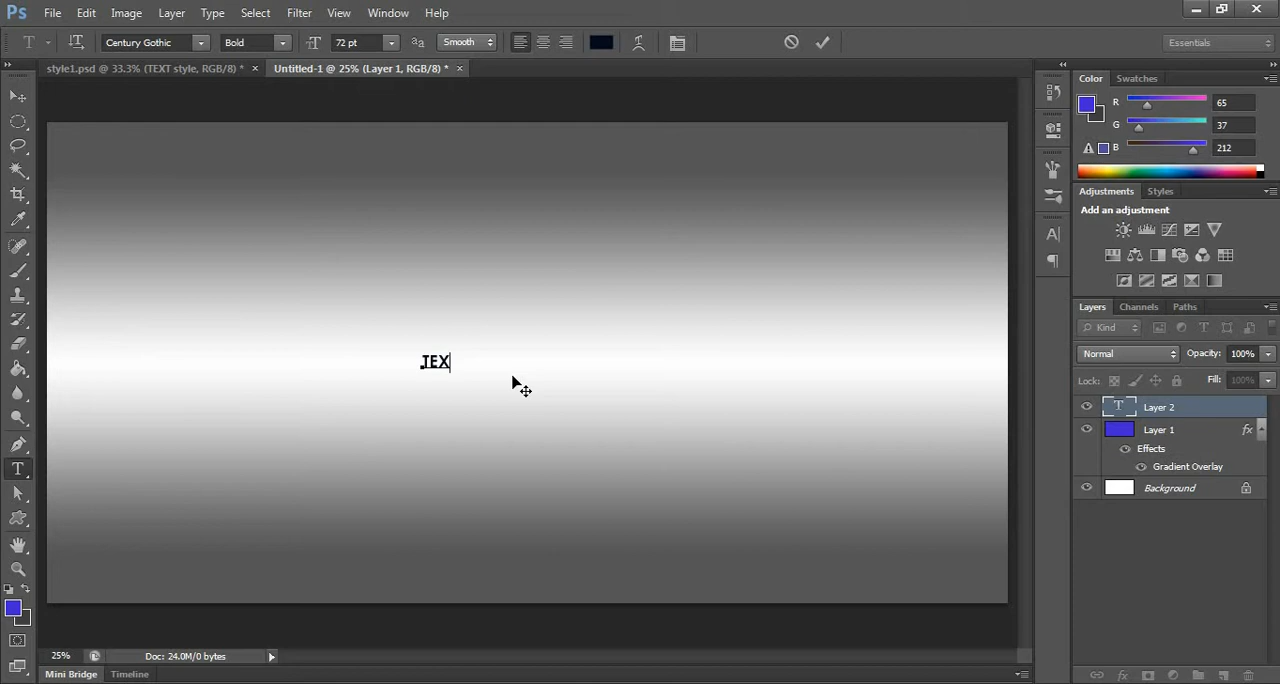 Ps File Edit Image Layer Type Select Filter View Window Help
T Century Gothic Bold 72 pt Smooth Essentials
style1.psd @ 33.3% (TEXT style, RGB/8) * × Untitled-1 @ 25% (Layer 1, RGB/8) * ×
Color Swatches
R 65
G 37
B 212
Adjustments Styles
Add an adjustment
Layers Channels Paths
Kind
Normal Opacity: 100%
Lock: Fill: 100%
TEX
T Layer 2
Layer 1 fx
Effects
Gradient Overlay
Background
25% Doc: 24.0M/0 bytes
Mini Bridge Timeline